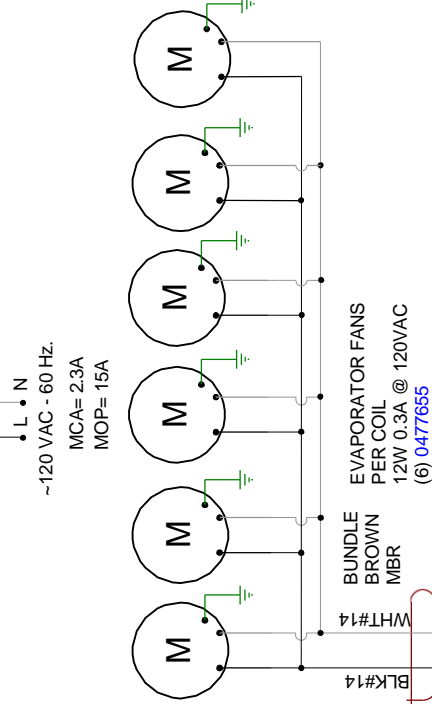 L N
~120 VAC - 60 Hz.
MCA= 2.3A
MOP= 15A
M
M
M
M
M
M
EVAPORATOR FANS
PER COIL
12W 0.3A @ 120VAC
(6) 0477655
BUNDLE
BROWN
MBR
WHT#14
BLK#14